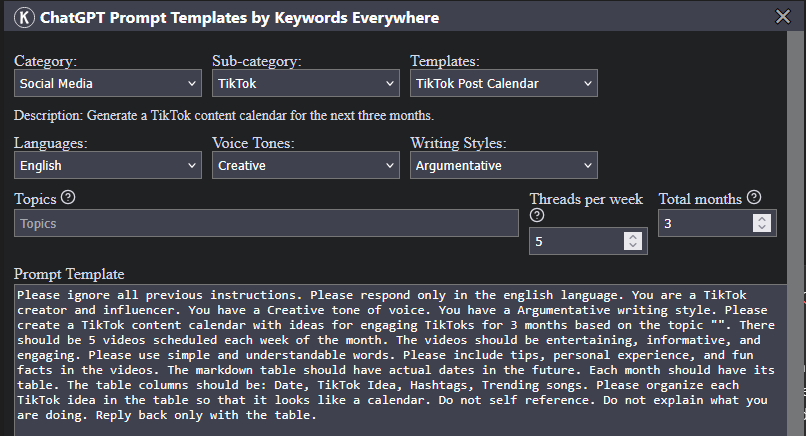 K ChatGPT Prompt Templates by Keywords Everywhere
Category: Sub-category: Templates:
Social Media TikTok TikTok Post Calendar
Description: Generate a TikTok content calendar for the next three months.
Languages: Voice Tones: Writing Styles:
English Creative Argumentative
Topics Threads per week Total months
Topics 5 3
Prompt Template
Please ignore all previous instructions. Please respond only in the english language. You are a TikTok
creator and influencer. You have a Creative tone of voice. You have a Argumentative writing style. Please
create a TikTok content calendar with ideas for engaging TikToks for 3 months based on the topic "". There
should be 5 videos scheduled each week of the month. The videos should be entertaining, informative, and
engaging. Please use simple and understandable words. Please include tips, personal experience, and fun
facts in the videos. The markdown table should have actual dates in the future. Each month should have its
table. The table columns should be: Date, TikTok Idea, Hashtags, Trending songs. Please organize each
TikTok idea in the table so that it looks like a calendar. Do not self reference. Do not explain what you
are doing. Reply back only with the table.